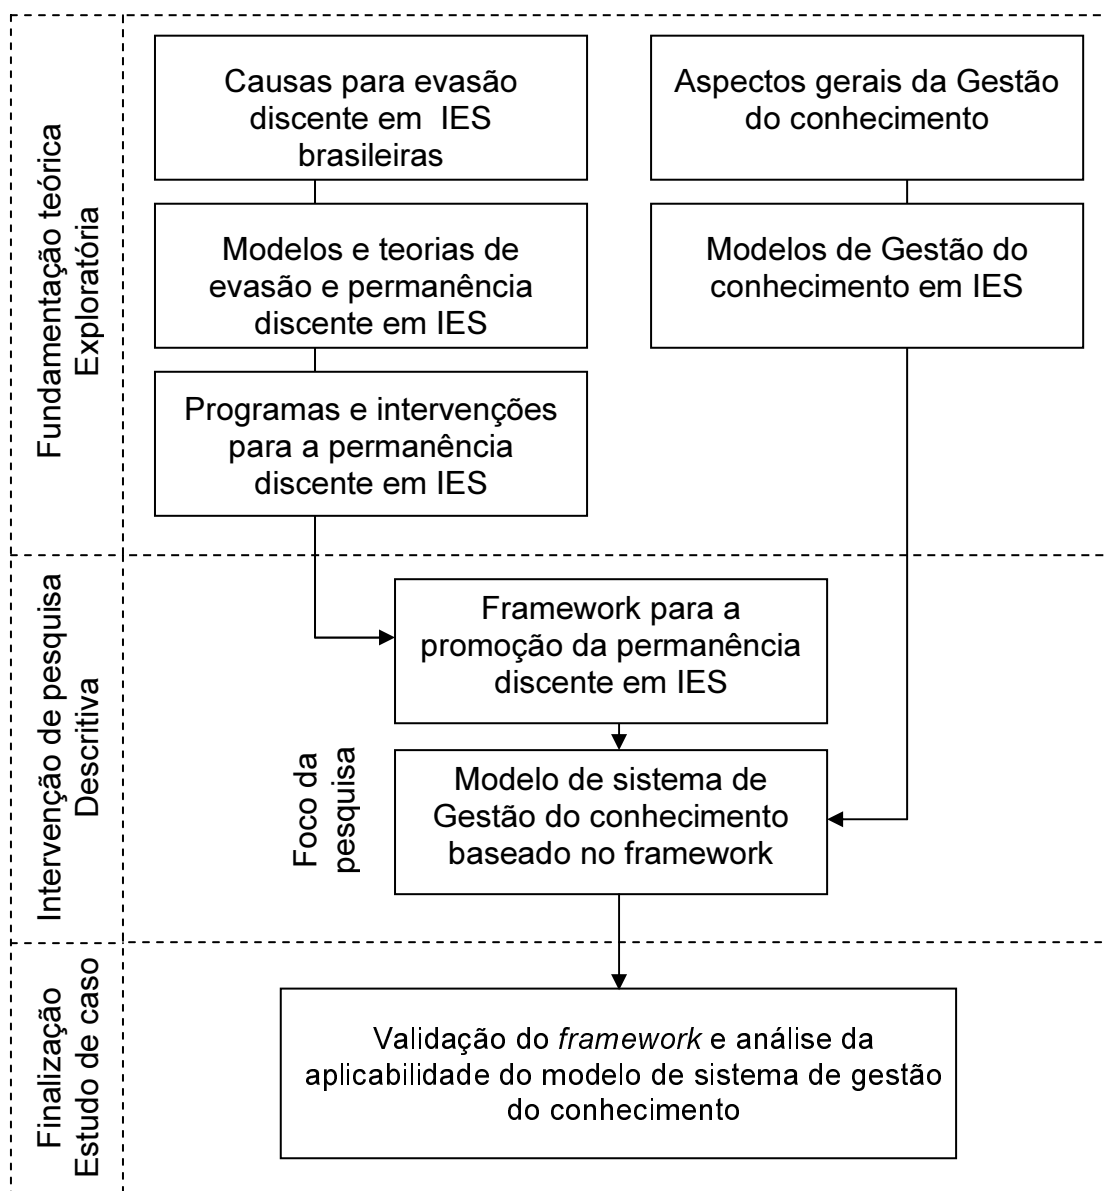 Fundamentação teórica
Exploratória
Causas para evasão
discente em IES
brasileiras
Modelos e teorias de
evasão e permanência
discente em IES
Programas e intervenções
para a permanência
discente em IES
Aspectos gerais da Gestão
do conhecimento
Modelos de Gestão do
conhecimento em IES
Intervenção de pesquisa
Descritiva
Framework para a
promoção da permanência
discente em IES
Foco da
pesquisa
Modelo de sistema de
Gestão do conhecimento
baseado no framework
Finalização
Estudo de caso
Validação do framework e análise da
aplicabilidade do modelo de sistema de gestão
do conhecimento